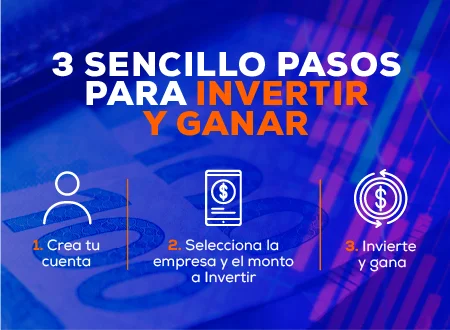 3 SENCILLO PASOS
PARA INVERTIR
Y GANAR
1. Crea tu
cuenta
2. Selecciona la
empresa y el monto
a Invertir
3. Invierte
y gana